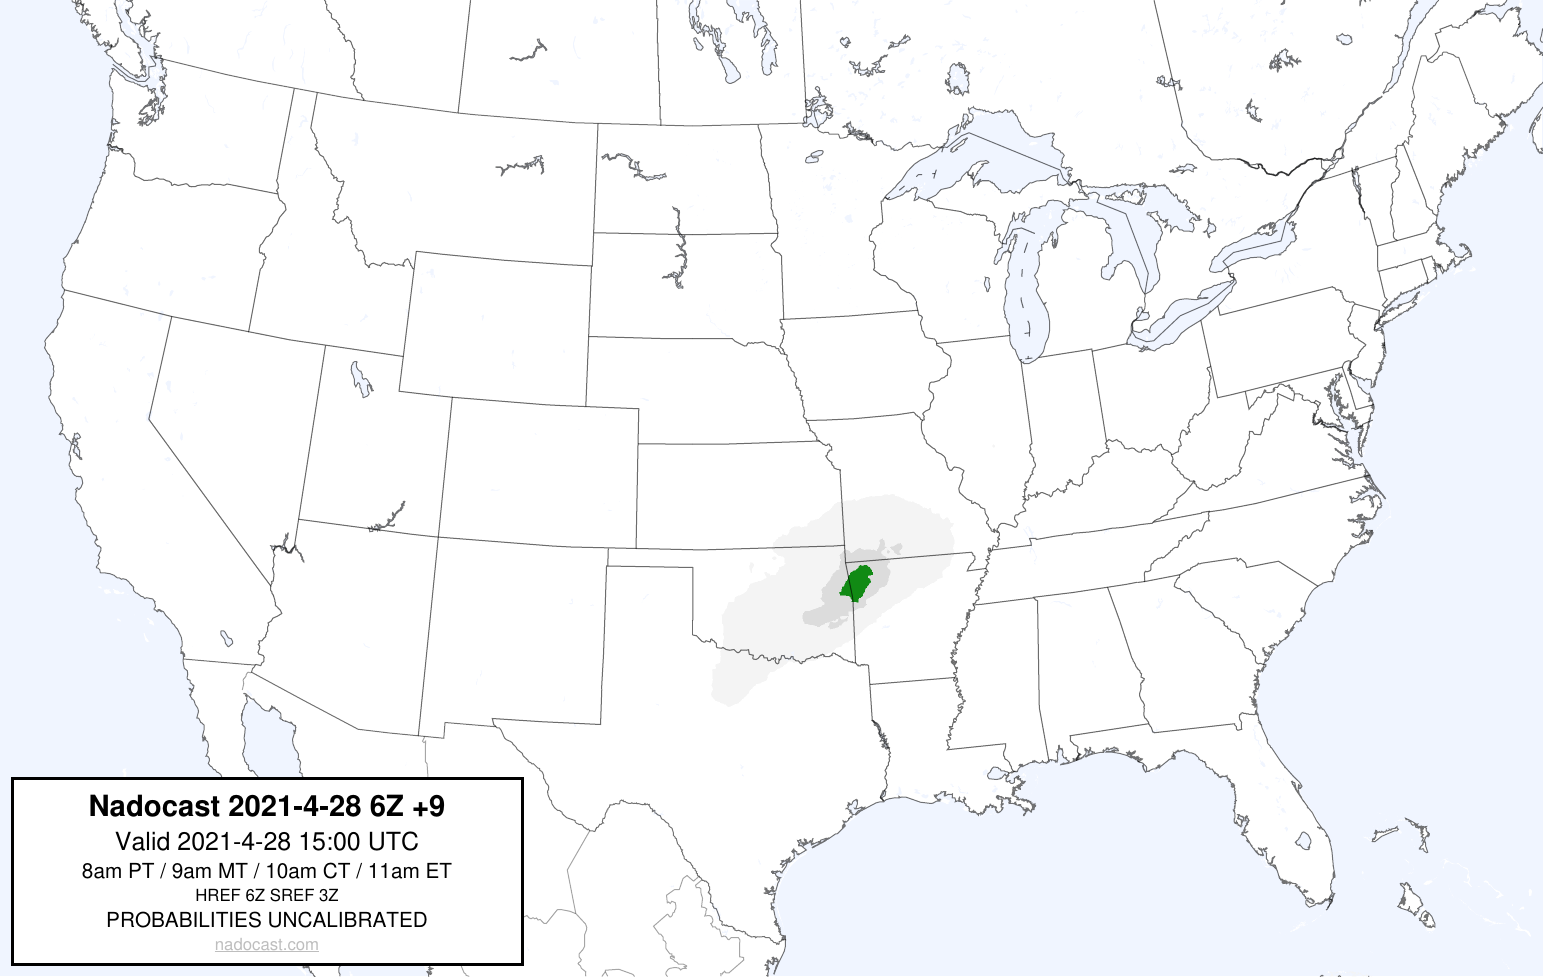 Nadocast 2021-4-28 6Z +9
Valid 2021-4-28 15:00 UTC
8am PT / 9am MT / 10am CT / 11am ET
HREF 6Z SREF 3Z
PROBABILITIES UNCALIBRATED
nadocast.com